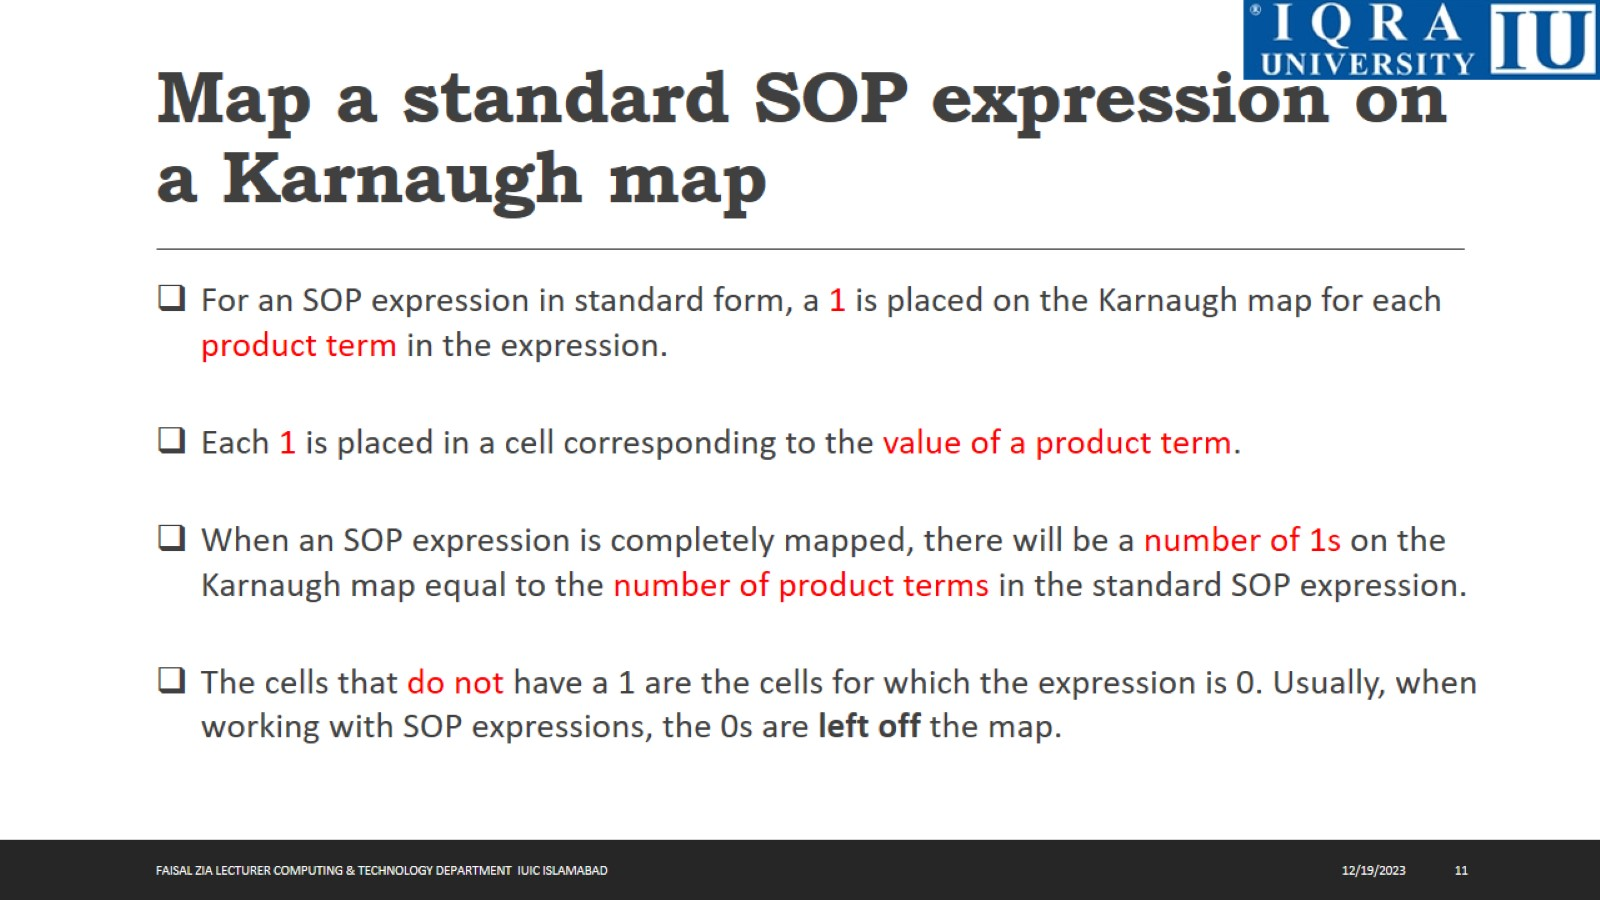 ® IQRA
UNIVERSITY IU
Map a standard SOP expression on
a Karnaugh map
❑ For an SOP expression in standard form, a 1 is placed on the Karnaugh map for each
product term in the expression.
❑ Each 1 is placed in a cell corresponding to the value of a product term.
❑ When an SOP expression is completely mapped, there will be a number of 1s on the
Karnaugh map equal to the number of product terms in the standard SOP expression.
❑ The cells that do not have a 1 are the cells for which the expression is 0. Usually, when
working with SOP expressions, the 0s are left off the map.
FAISAL ZIA LECTURER COMPUTING & TECHNOLOGY DEPARTMENT IUIC ISLAMABAD 12/19/2023 11